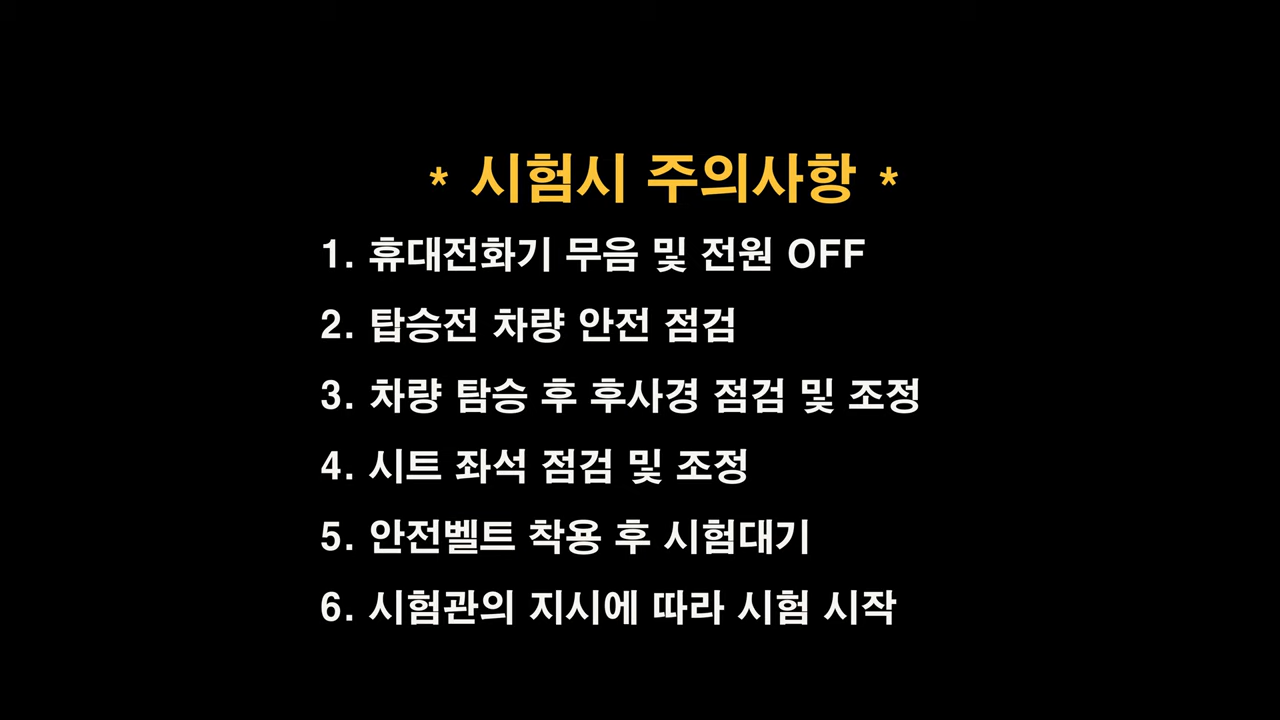 * 시험시 주의사항 *
1. 휴대전화기 무음 및 전원 OFF
2. 탑승전 차량 안전 점검
3. 차량 탐승 후 후사경 점검 및 조정
4. 시트 좌석 점검 및 조정
5. 안전벨트 착용 후 시험대기
6. 시험관의 지시에 따라 시험 시작